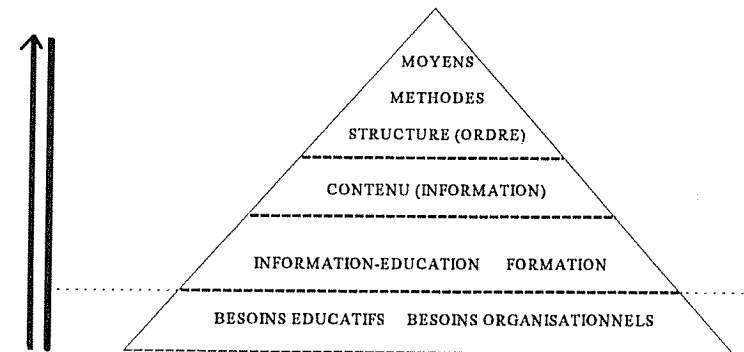 MOYENS
METHODES
STRUCTURE (ORDRE)
CONTENU (INFORMATION)
INFORMATION-EDUCATION FORMATION
BESOINS EDUCATIFS BESOINS ORGANISATIONNELS